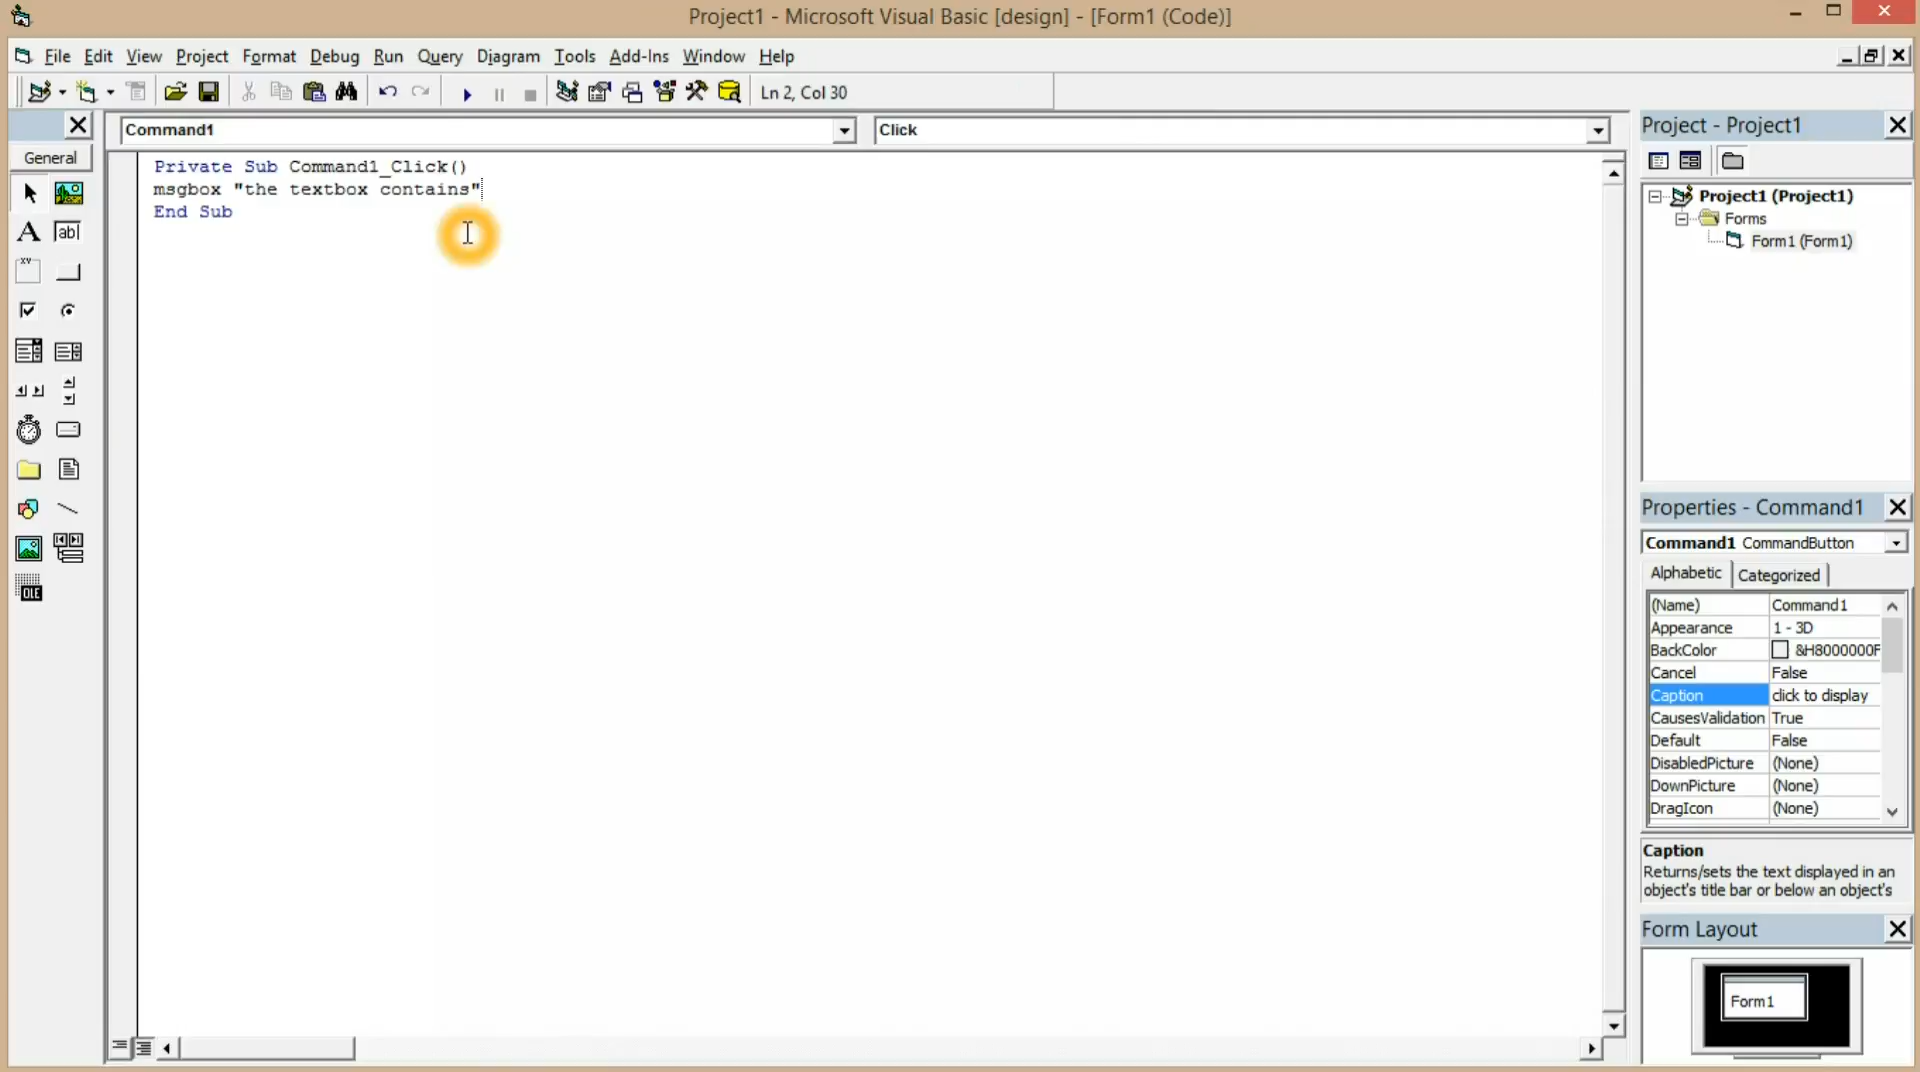 Project1 - Microsoft Visual Basic [design] - [Form1 (Code)]
File Edit View Project Format Debug Run Query Diagram Tools Add-Ins Window Help
Ln 2, Col 30
General
Command1
Click
Private Sub Command1_Click()
msgbox "the textbox contains"
End Sub
A
ab
XY
OLE
Project - Project1
Project1 (Project1)
Forms
Form1 (Form1)
Properties - Command1
Command1 CommandButton
Alphabetic Categorized
(Name) Command1
Appearance 1 - 3D
BackColor &H8000000F
Cancel False
Caption click to display
CausesValidation True
Default False
DisabledPicture (None)
DownPicture (None)
DragIcon (None)
Caption
Returns/sets the text displayed in an
object's title bar or below an object's
Form Layout
Form1